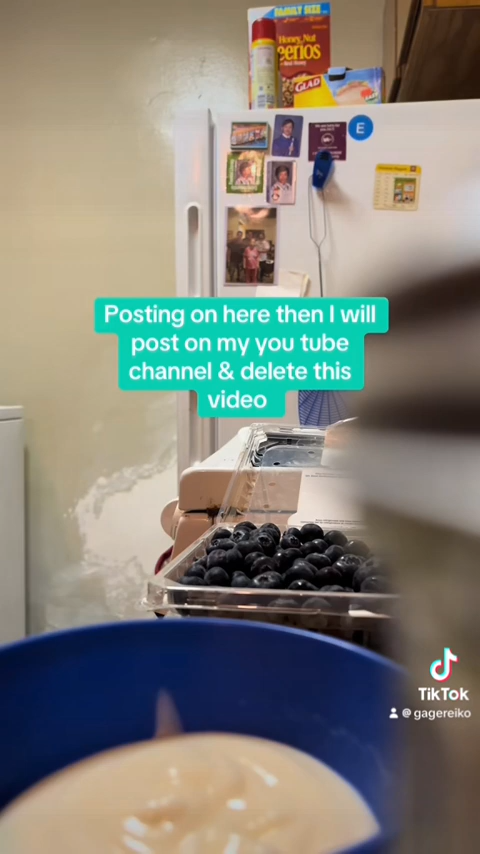 FAMILY SIZE
Honey Nut
eerios
GLAD
E
Posting on here then I will
post on my you tube
channel & delete this
video
TikTok
@ gagereiko